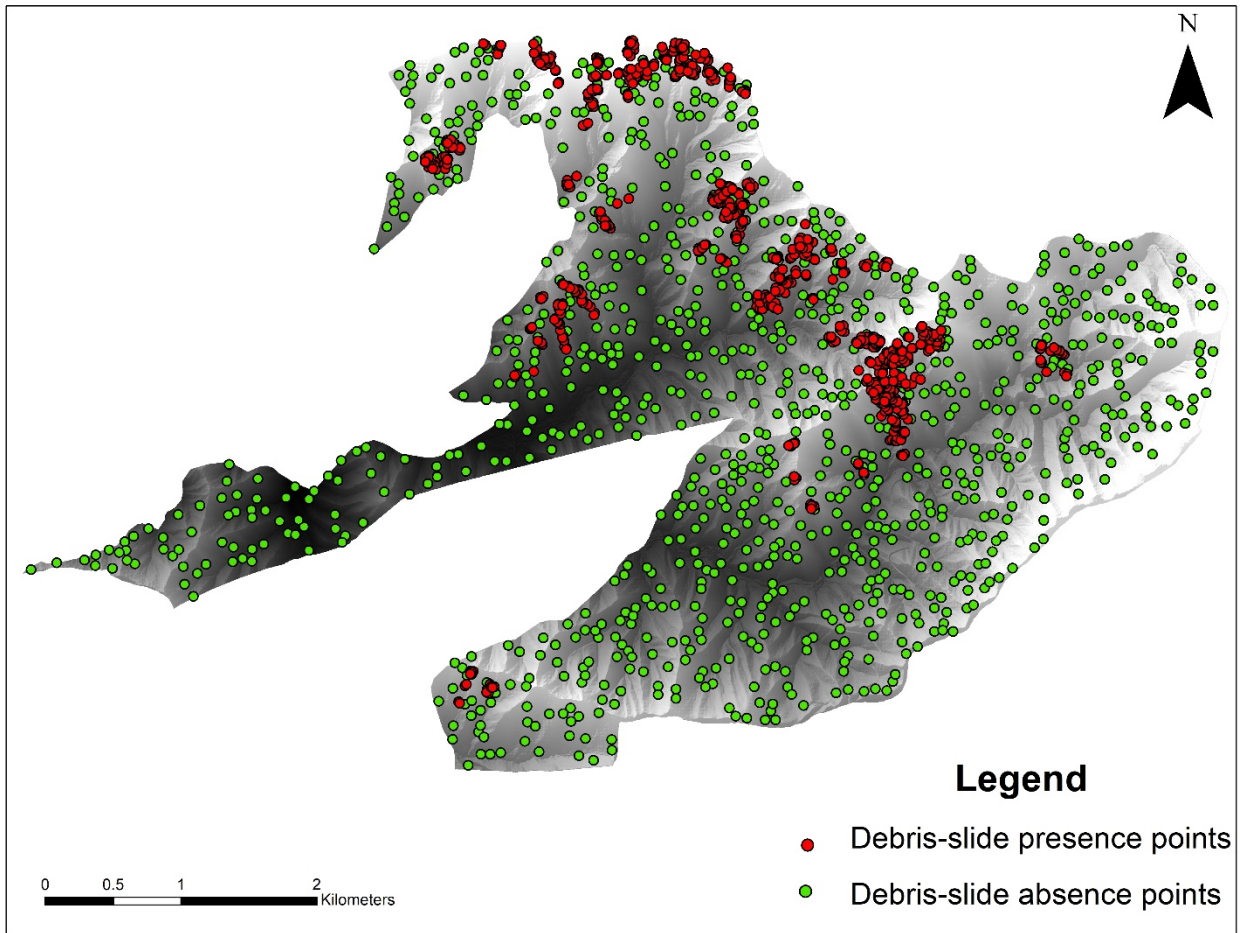 N
Legend
Debris-slide presence points
Debris-slide absence points
0 0.5 1 2
Kilometers